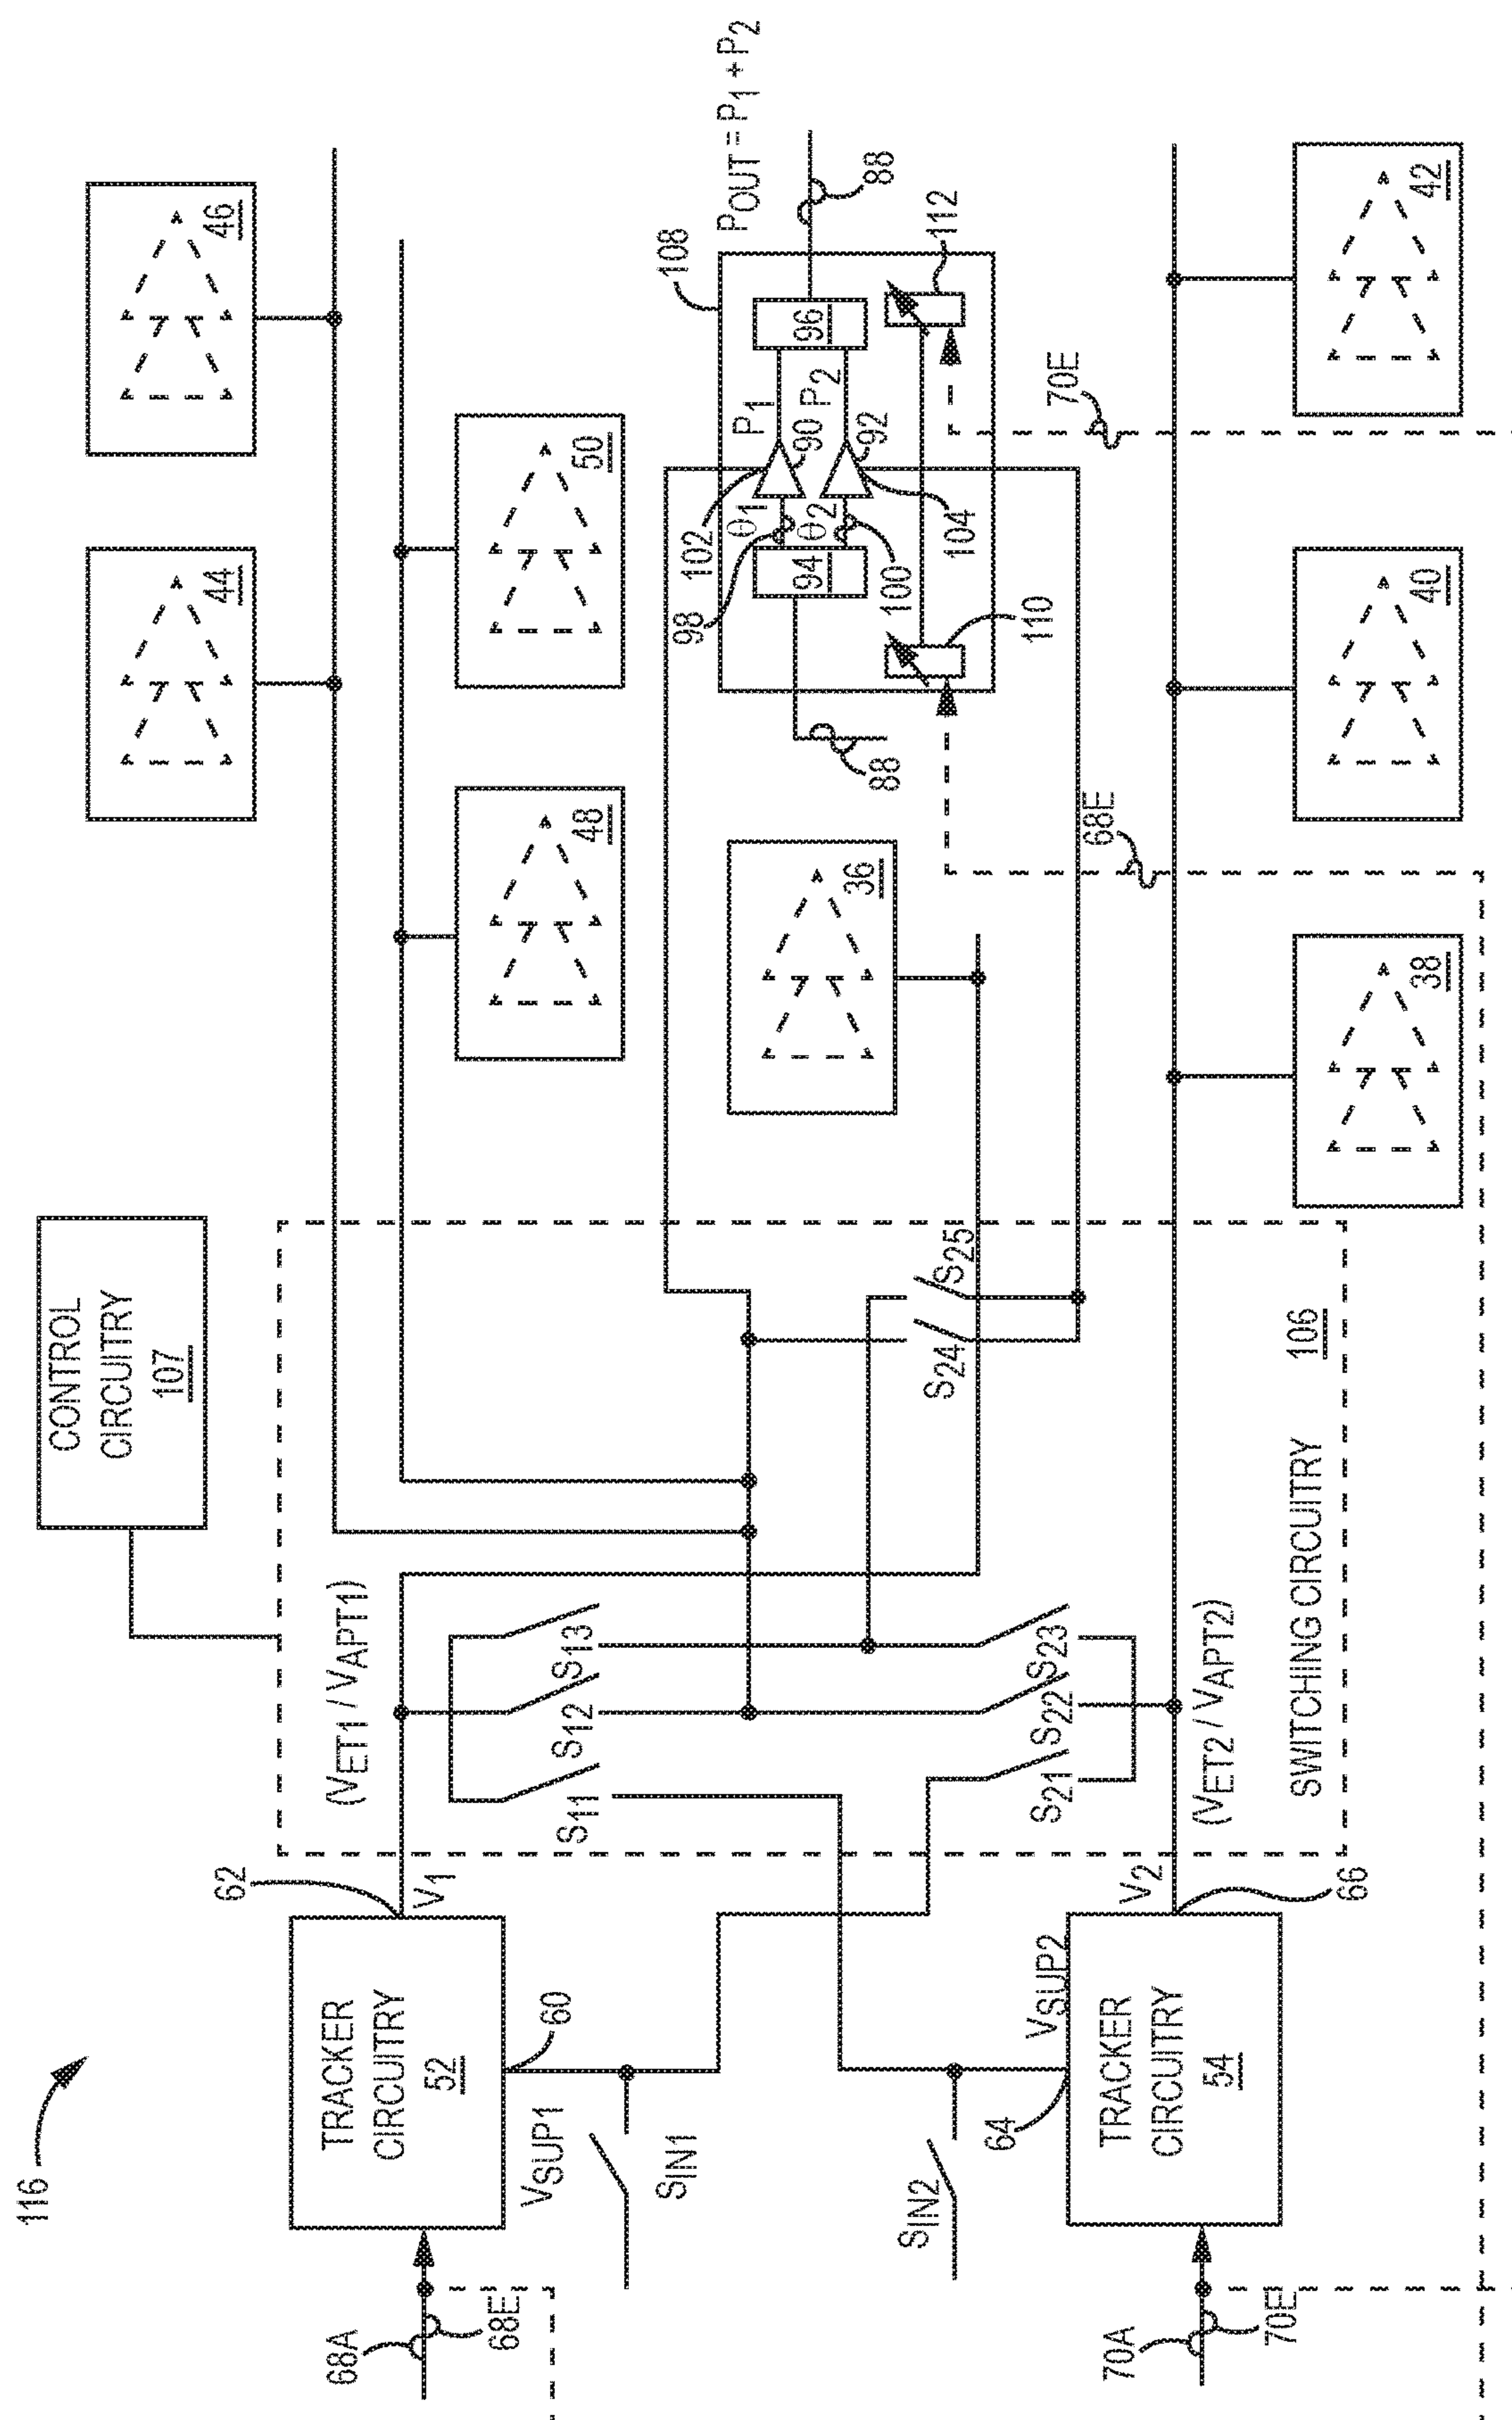 116
CONTROL
CIRCUITRY
107
44
46
48
50
62
V1
(VET1 / VAPT1)
TRACKER
CIRCUITRY
52
68A
68E
60
VSUP1
SIN1
S11
S12
S13
S24
S25
36
98
102
θ1
θ2
94
100
104
90
92
P1
P2
96
108
POUT = P1 + P2
88
88
110
112
70E
68E
SIN2
64
VSUP2
S21
S22
S23
V2
(VET2 / VAPT2)
66
TRACKER
CIRCUITRY
54
70A
70E
SWITCHING CIRCUITRY
106
38
40
42